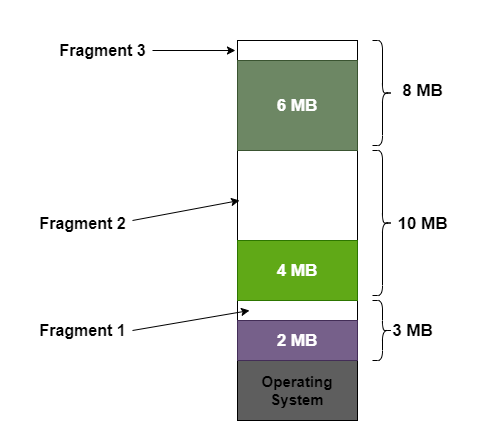 Fragment 3
8 MB
6 MB
Fragment 2
10 MB
4 MB
Fragment 1
3 MB
2 MB
Operating
System